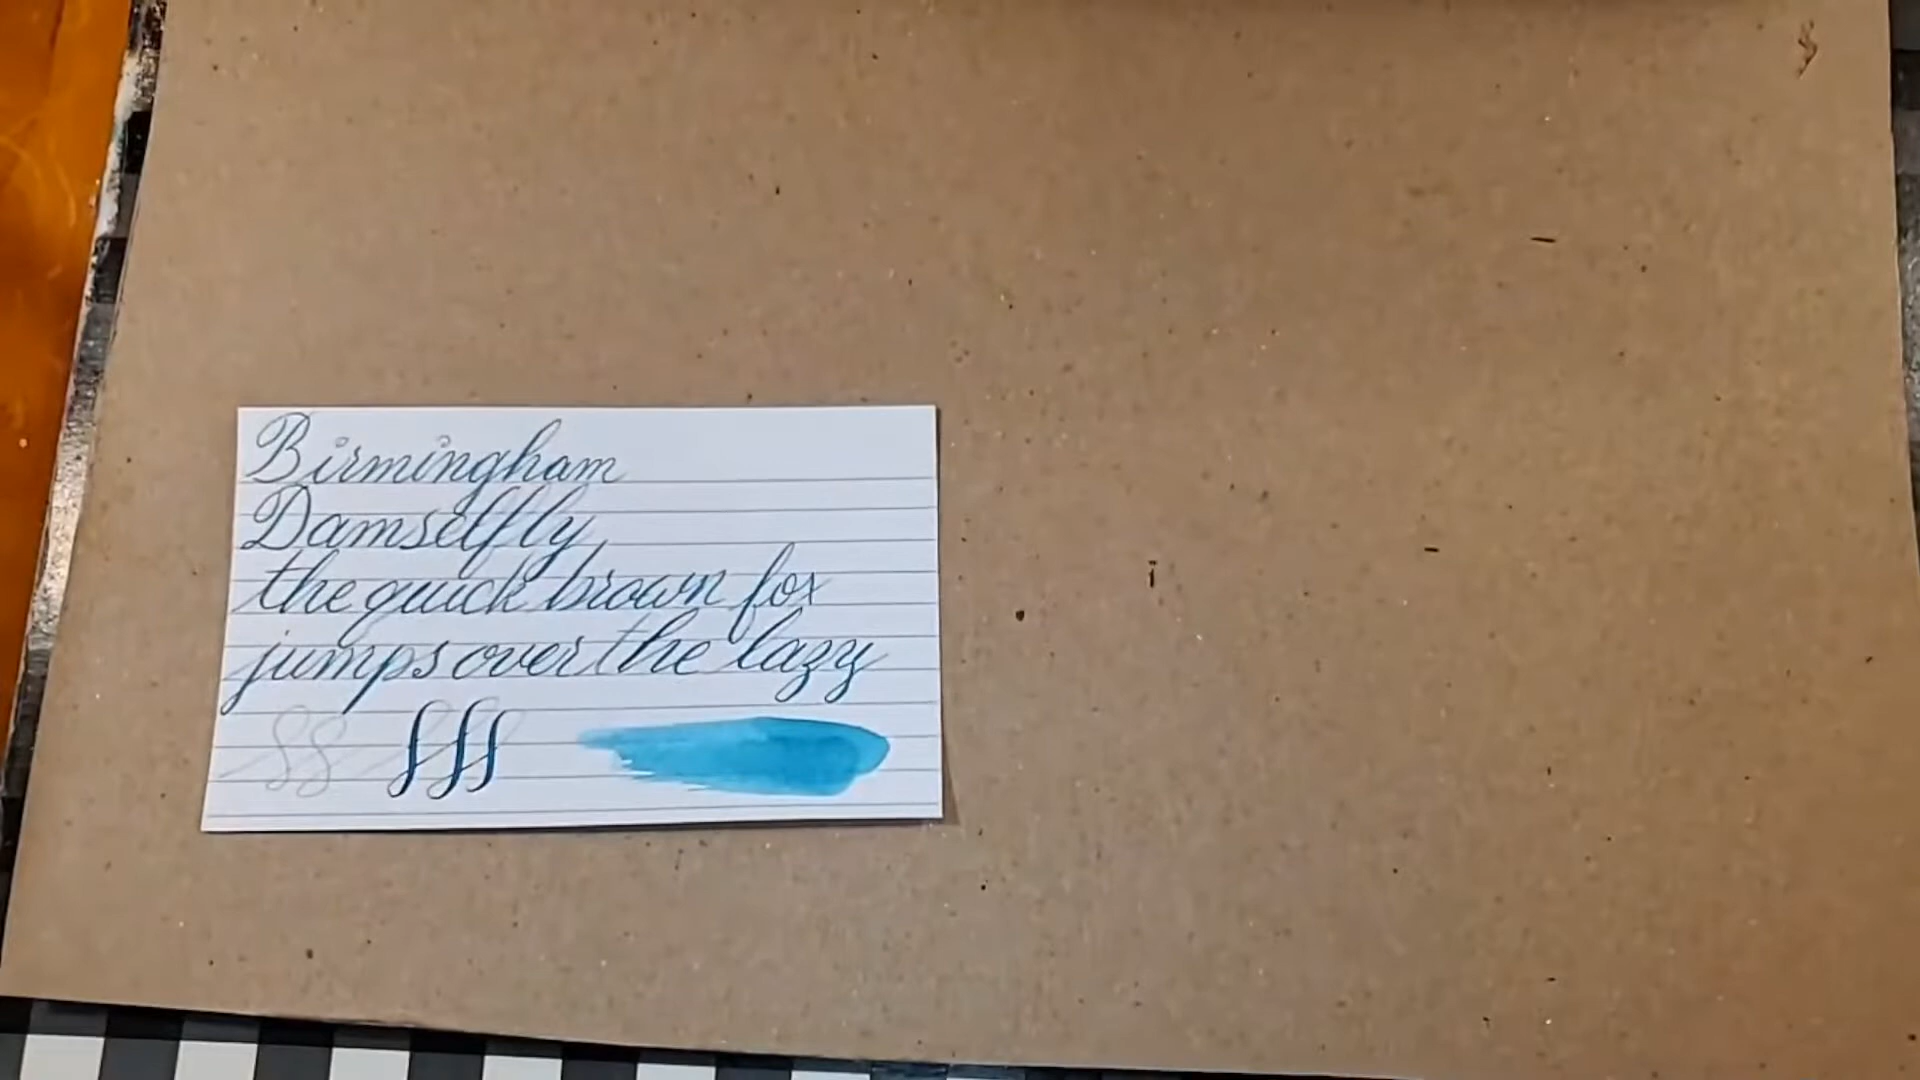 Birmingham
Damselfly
the quick brown fox
jumps over the lazy